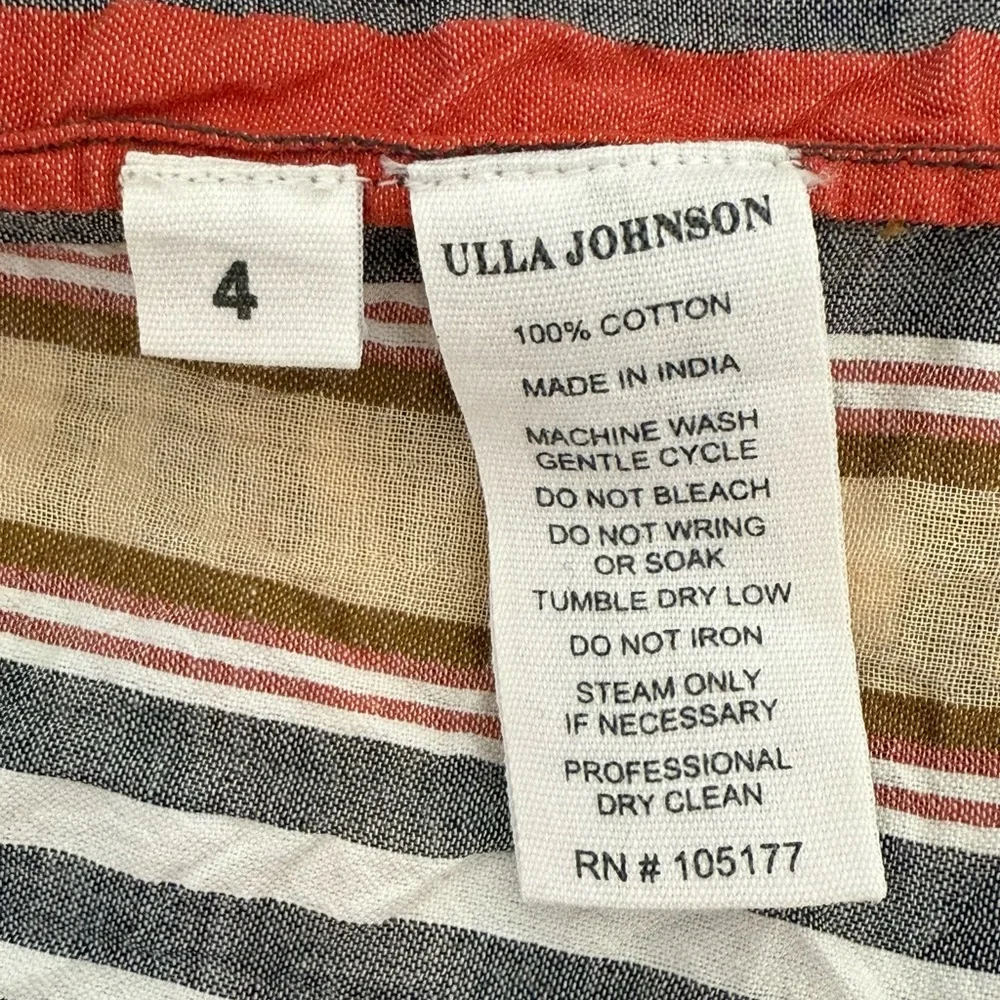 4
ULLA JOHNSON
100% COTTON
MADE IN INDIA
MACHINE WASH
GENTLE CYCLE
DO NOT BLEACH
DO NOT WRING
OR SOAK
TUMBLE DRY LOW
DO NOT IRON
STEAM ONLY
IF NECESSARY
PROFESSIONAL
DRY CLEAN
RN # 105177